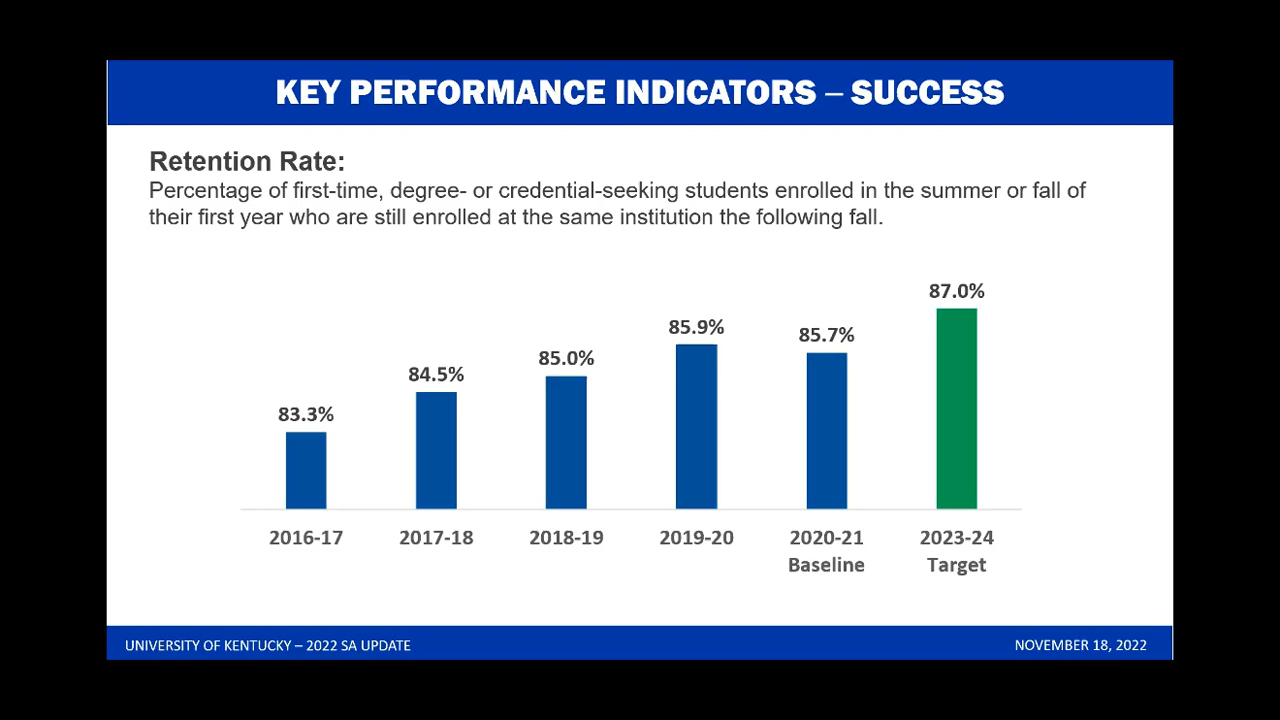 KEY PERFORMANCE INDICATORS – SUCCESS
Retention Rate:
Percentage of first-time, degree- or credential-seeking students enrolled in the summer or fall of
their first year who are still enrolled at the same institution the following fall.
87.0%
85.9%
85.7%
85.0%
84.5%
83.3%
2016-17
2017-18
2018-19
2019-20
2020-21
Baseline
2023-24
Target
UNIVERSITY OF KENTUCKY – 2022 SA UPDATE
NOVEMBER 18, 2022